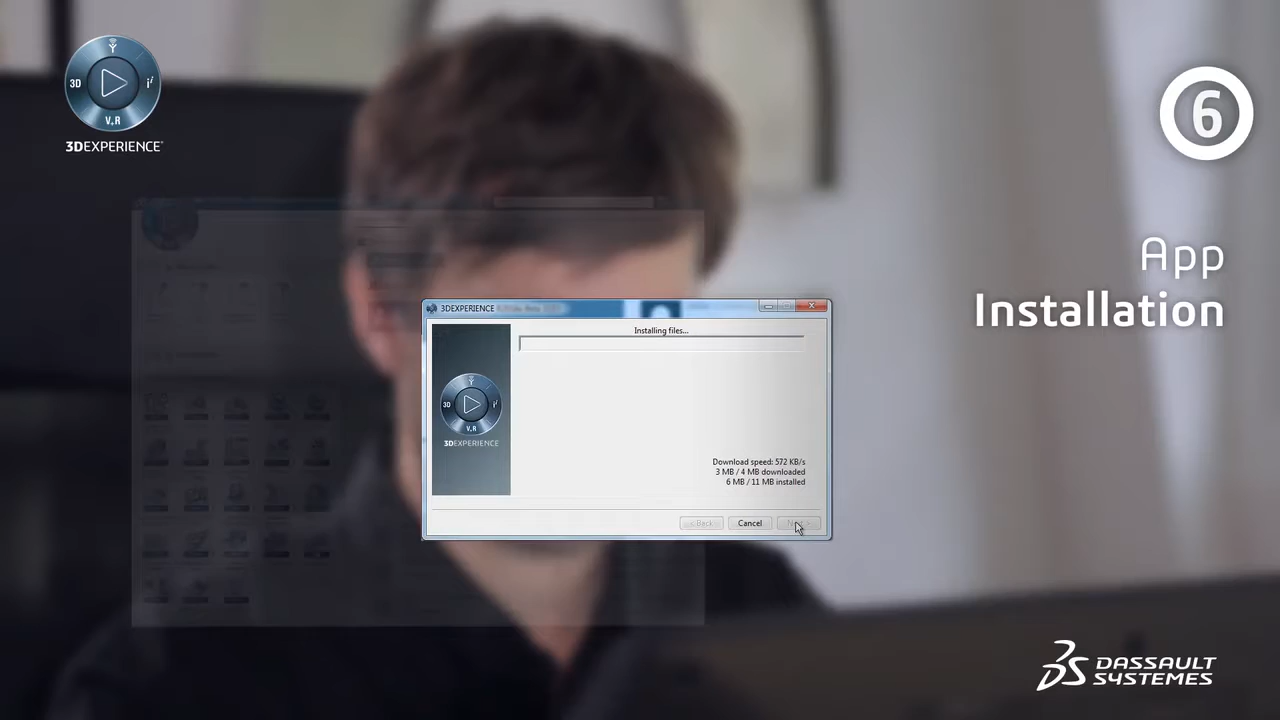 3D
V,R
3DEXPERIENCE
6
App
Installation
3DEXPERIENCE
Installing files...
3D
V,R
3DEXPERIENCE
Download speed: 572 KB/s
3 MB / 4 MB downloaded
6 MB / 11 MB installed
< Back
Cancel
DASSAULT
SYSTEMES